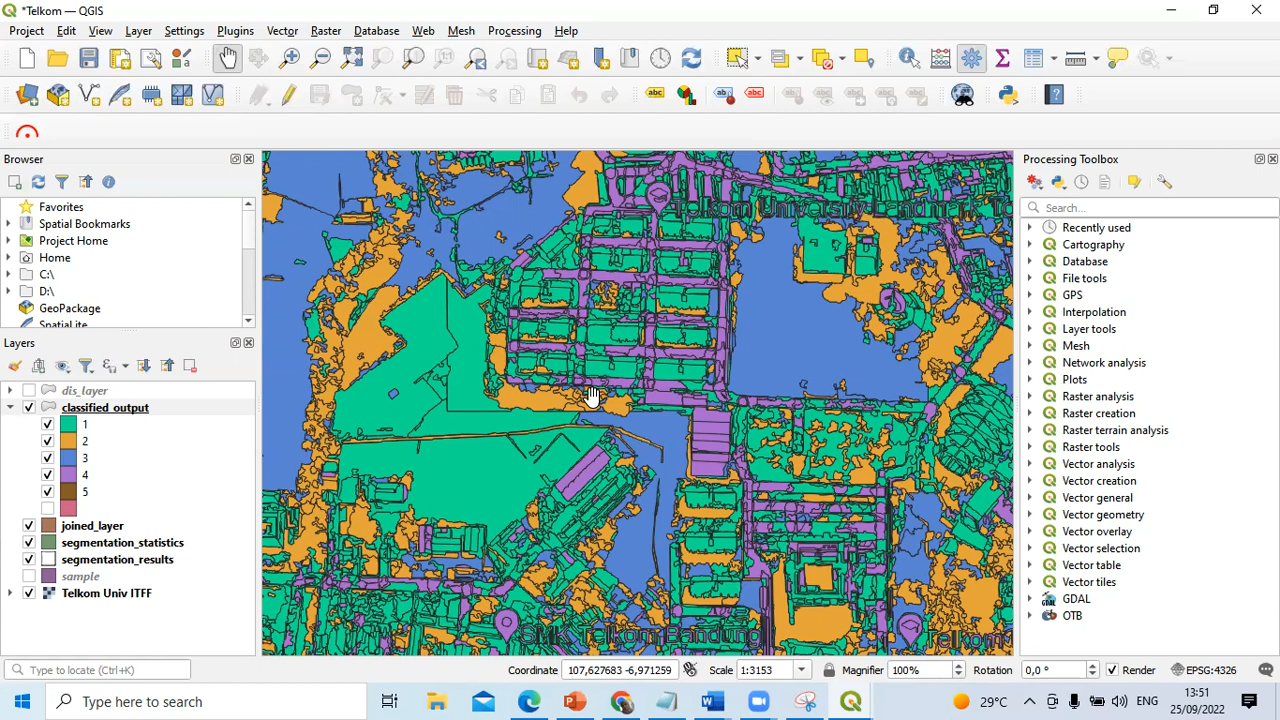 *Telkom — QGIS
Project Edit View Layer Settings Plugins Vector Raster Database Web Mesh Processing Help
Browser
Favorites
Spatial Bookmarks
Project Home
Home
C:\
D:\
GeoPackage
SpatiaLite
Layers
dis_layer
classified_output
1
2
3
4
5
joined_layer
segmentation_statistics
segmentation_results
sample
Telkom Univ ITFF
Telkom University Landmark
SMK Telkom Bandung
Telkom
Processing Toolbox
Search...
Recently used
Cartography
Database
File tools
GPS
Interpolation
Layer tools
Mesh
Network analysis
Plots
Raster analysis
Raster creation
Raster terrain analysis
Raster tools
Vector analysis
Vector creation
Vector general
Vector geometry
Vector overlay
Vector selection
Vector table
Vector tiles
GDAL
OTB
Type to locate (Ctrl+K)
Coordinate 107,627683 -6,971259 Scale 1:3153 Magnifier 100% Rotation 0,0 ° Render EPSG:4326
Type here to search
29°C
ENG
13:51
25/09/2022